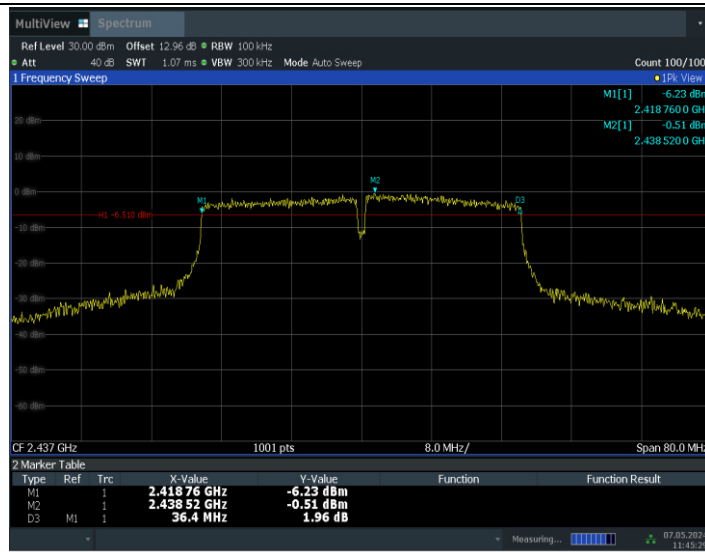 MultiView Spectrum
Ref Level 30.00 dBm Offset 12.96 dB RBW 100 kHz
Att 40 dB SWT 1.07 ms VBW 300 kHz Mode Auto Sweep Count 100/100
1 Frequency Sweep 1Pk View
M1[1] -6.23 dBm
2.418 760 0 GH
M2[1] -0.51 dBm
2.438 520 0 GH
20 dBm
10 dBm
M2
0 dBm
M1 D3
H1 -6.510 dBm
-10 dBm
-20 dBm
-30 dBm
-40 dBm
-50 dBm
-60 dBm
CF 2.437 GHz 1001 pts 8.0 MHz/ Span 80.0 MHz
2 Marker Table
Type Ref Trc X-Value Y-Value Function Function Result
M1 1 2.418 76 GHz -6.23 dBm
M2 1 2.438 52 GHz -0.51 dBm
D3 M1 1 36.4 MHz 1.96 dB
Measuring... 07.05.2024
11:45:29